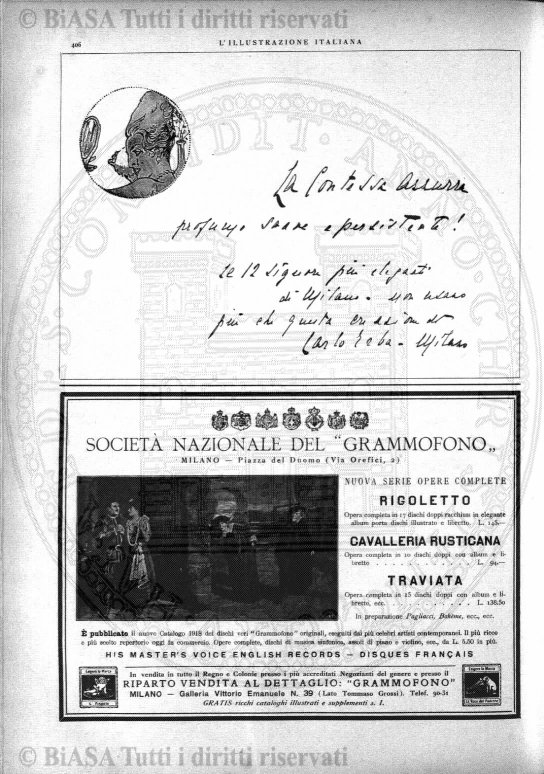 © BiASA Tutti i diritti riservati
406
L'ILLUSTRAZIONE ITALIANA
La Contessa Azzurra
profumo soave e persistente!
Le 12 signore più eleganti
di Milano - non usano
più che questa creazione di
Carlo Erba - Milano
SOCIETÀ NAZIONALE DEL "GRAMMOFONO„
MILANO — Piazza del Duomo (Via Orefici, 2)
NUOVA SERIE OPERE COMPLETE
RIGOLETTO
Opera completa in 17 dischi doppi racchiusi in elegante
album porta dischi illustrato e libretto. L. 145.—
CAVALLERIA RUSTICANA
Opera completa in 10 dischi doppi con album e li-
bretto . . . . . . . . . . . . L. 94.—
TRAVIATA
Opera completa in 15 dischi doppi con album e li-
bretto, ecc. . . . . . . . . . . L. 138.50
In preparazione Pagliacci, Bohème, ecc., ecc.
È pubblicato il nuovo Catalogo 1918 dei dischi veri "Grammofono" originali, eseguiti dai più celebri artisti contemporanei. Il più ricco
e più scelto repertorio oggi in commercio. Opere complete, dischi di musica sinfonica, assoli di piano e violino, ecc., da L. 5.50 in più.
HIS MASTER'S VOICE ENGLISH RECORDS — DISQUES FRANÇAIS
In vendita in tutto il Regno e Colonie presso i più accreditati Negozianti del genere e presso il
RIPARTO VENDITA AL DETTAGLIO: "GRAMMOFONO"
MILANO — Galleria Vittorio Emanuele N. 39 (Lato Tommaso Grossi). Telef. 90-31
GRATIS ricchi cataloghi illustrati e supplementi s. I.
© BiASA Tutti i diritti riservati